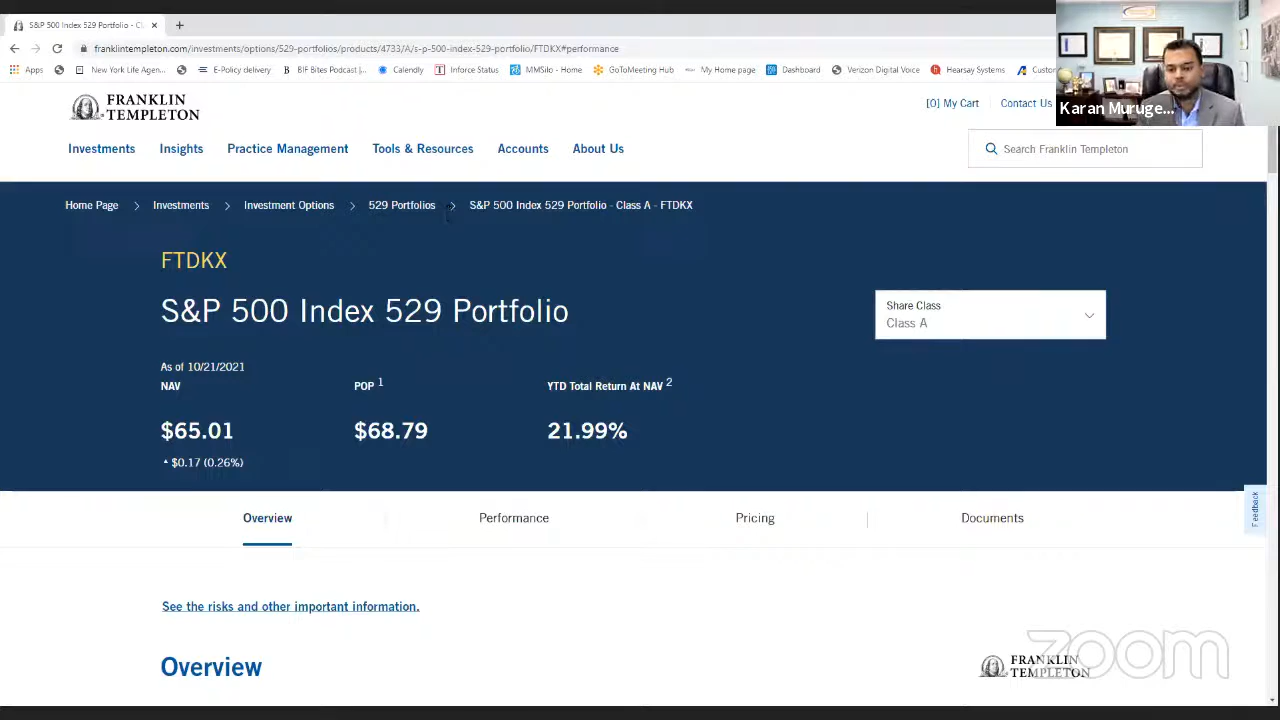 S&P 500 Index 529 Portfolio - Cl
franklintempleton.com/investments/options/529-portfolios/products/4733/A/s-p-500-index-529-portfolio/FTDKX#performance
Apps New York Life Agen... E-Policy delivery BIF Bites Podcast |... Calendly Inforce Status MMSilo - Home GoToMeeting Hub My Home page Dashboard Verizon Digital Voice Hearsay Systems Custom
Karan Muruge...
FRANKLIN
TEMPLETON
[0] My Cart Contact Us
Investments Insights Practice Management Tools & Resources Accounts About Us
Search Franklin Templeton
Home Page > Investments > Investment Options > 529 Portfolios > S&P 500 Index 529 Portfolio - Class A - FTDKX
FTDKX
S&P 500 Index 529 Portfolio
Share Class
Class A
As of 10/21/2021
NAV POP 1 YTD Total Return At NAV 2
$65.01 $68.79 21.99%
$0.17 (0.26%)
Feedback
Overview Performance Pricing Documents
See the risks and other important information.
Overview
FRANKLIN
TEMPLETON
zoom